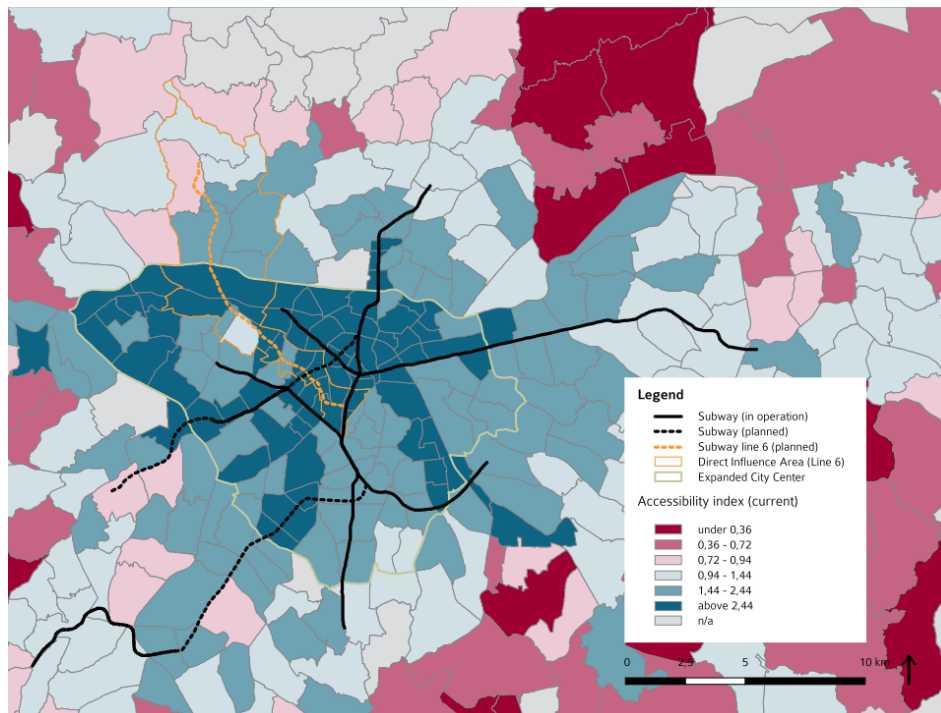 Legend
Subway (in operation)
Subway (planned)
Subway line 6 (planned)
Direct Influence Area (Line 6)
Expanded City Center
Accessibility index (current)
under 0,36
0,36 - 0,72
0,72 - 0,94
0,94 - 1,44
1,44 - 2,44
above 2,44
n/a
0 2,5 5 10 km